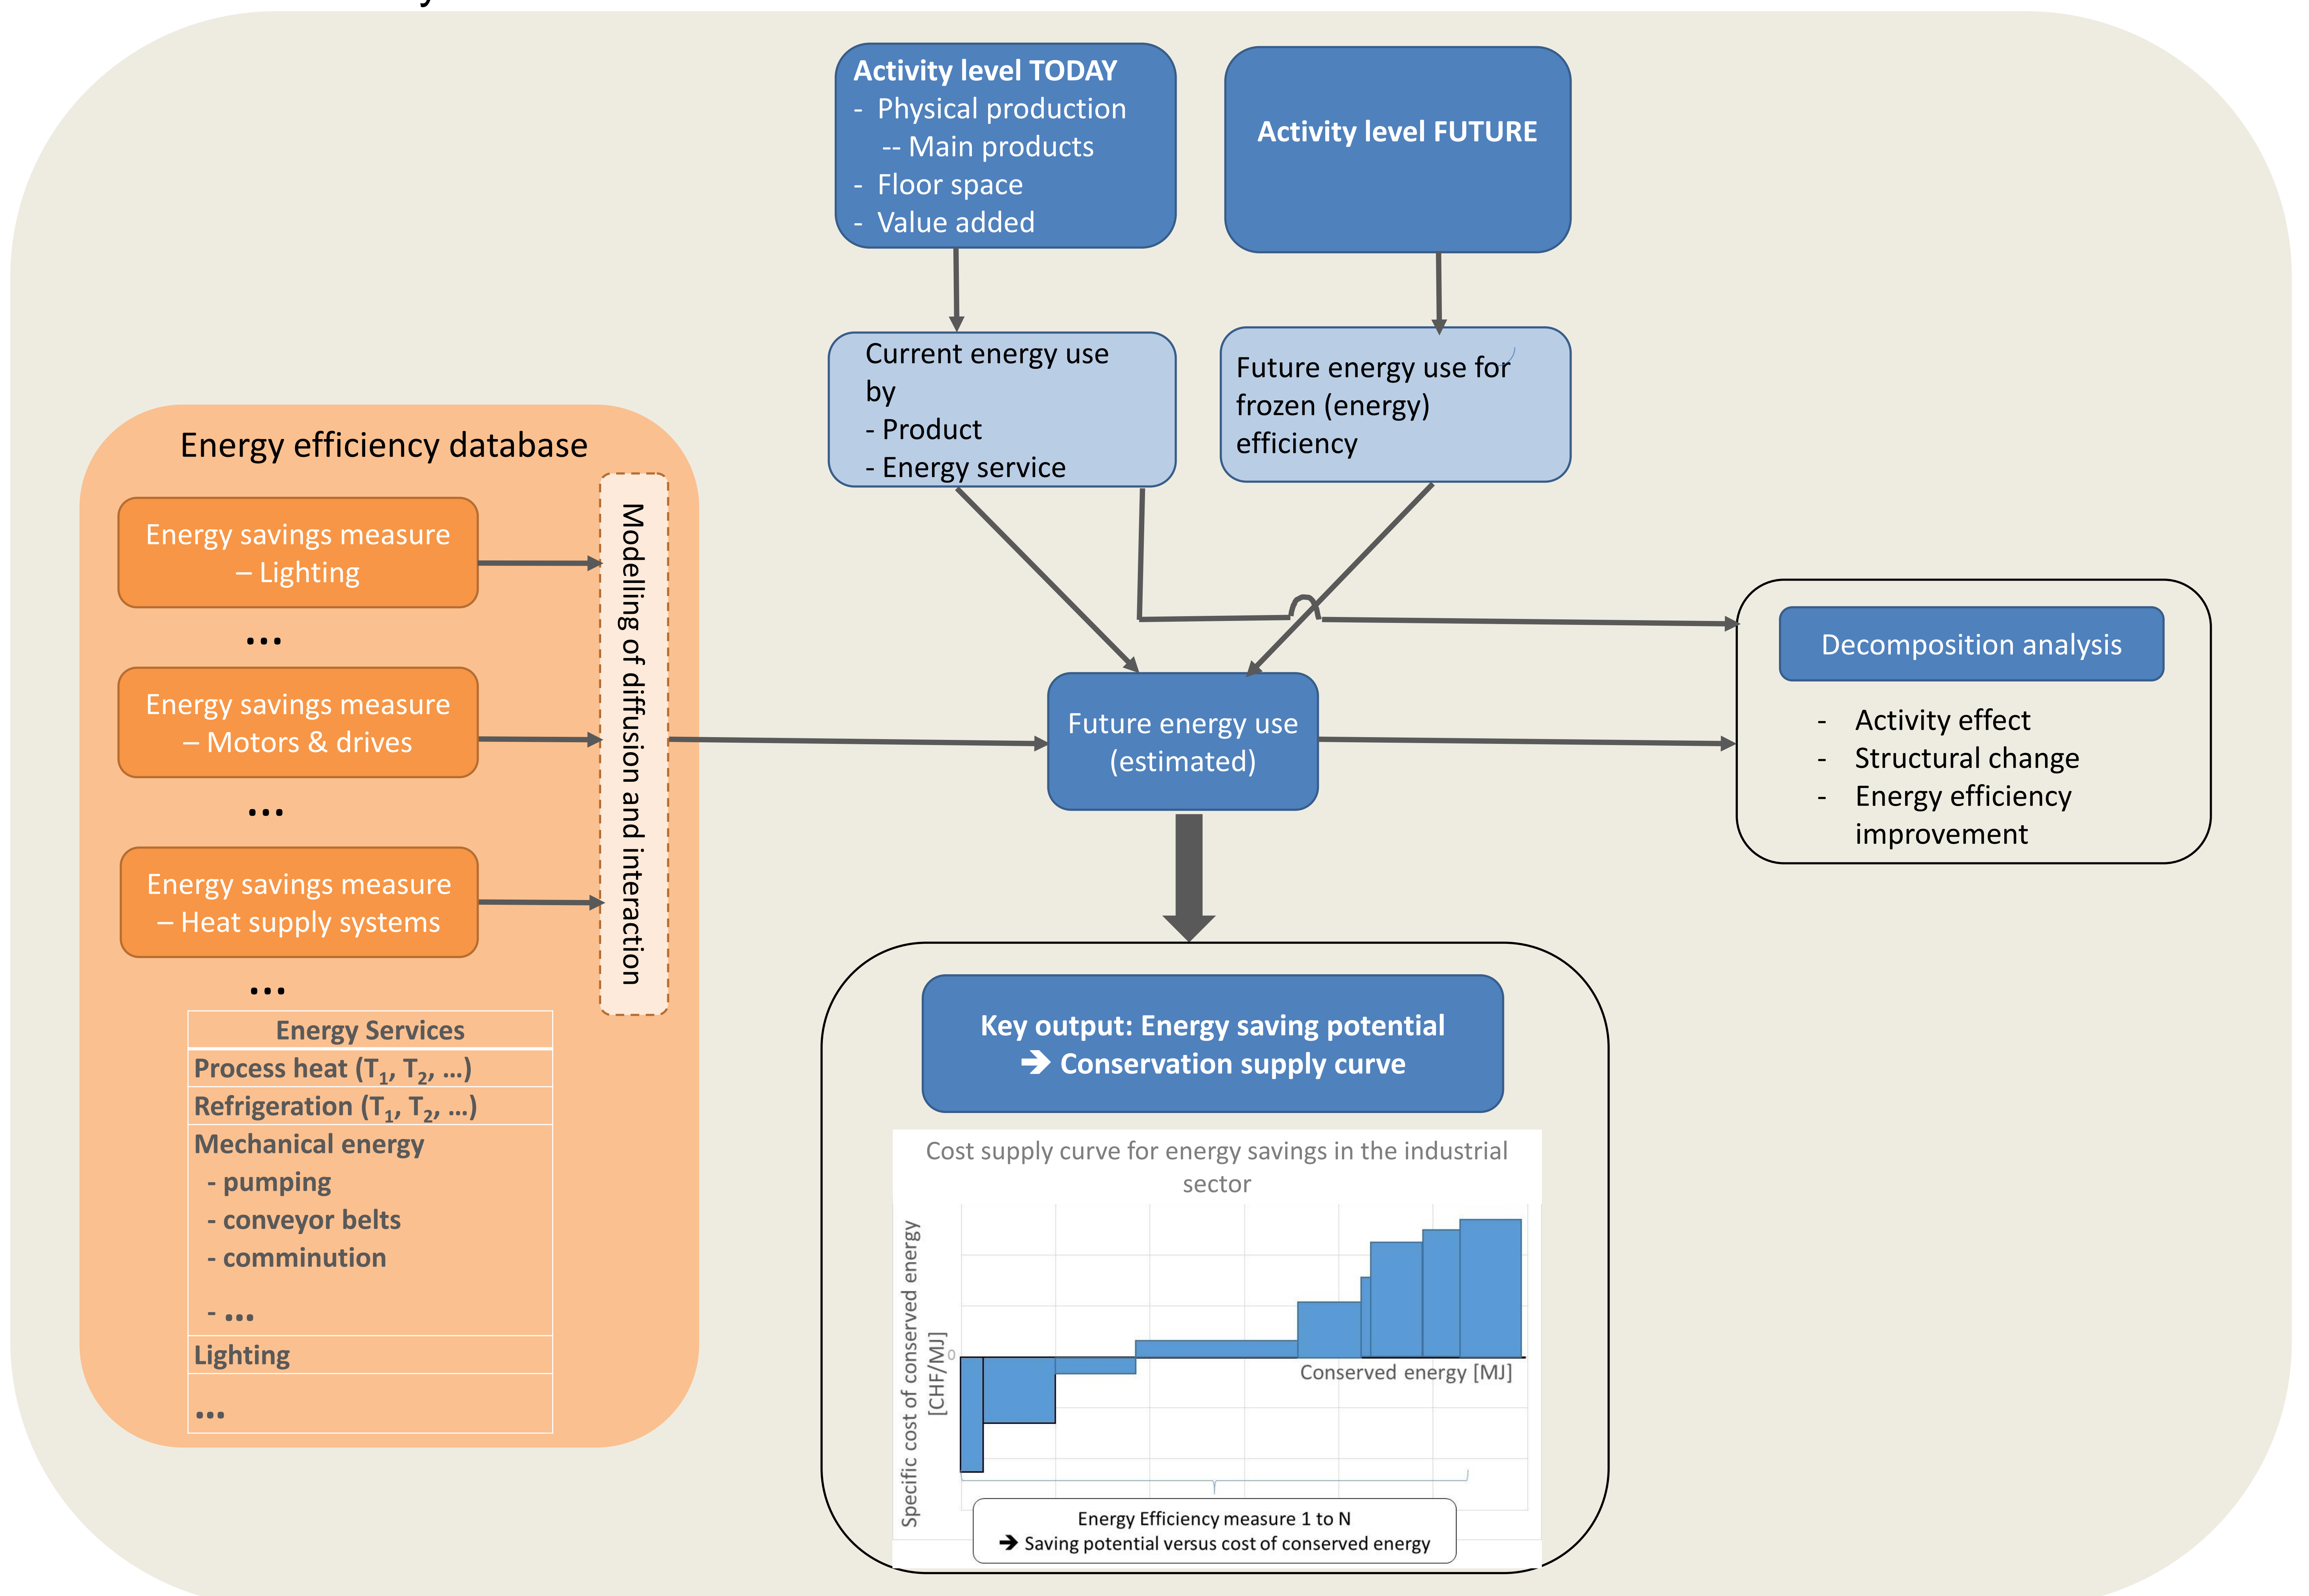 Activity level TODAY
- Physical production
-- Main products
- Floor space
- Value added
Activity level FUTURE
Current energy use
by
- Product
- Energy service
Future energy use for
frozen (energy)
efficiency
Energy efficiency database
Energy savings measure
– Lighting
...
Energy savings measure
– Motors & drives
...
Energy savings measure
– Heat supply systems
...
Modelling of diffusion and interaction
Energy Services
Process heat (T1, T2, ...)
Refrigeration (T1, T2, ...)
Mechanical energy
- pumping
- conveyor belts
- comminution
- ...
Lighting
...
Future energy use
(estimated)
Decomposition analysis
- Activity effect
- Structural change
- Energy efficiency
improvement
Key output: Energy saving potential
➔ Conservation supply curve
Cost supply curve for energy savings in the industrial
sector
Specific cost of conserved energy
[CHF/MJ]
0
Conserved energy [MJ]
Energy Efficiency measure 1 to N
➔ Saving potential versus cost of conserved energy